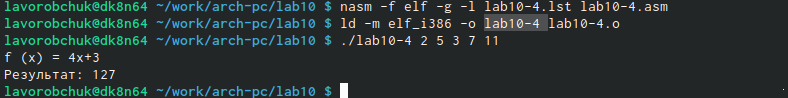 lavorobchuk@dk8n64 ~/work/arch-pc/lab10 $ nasm -f elf -g -l lab10-4.lst lab10-4.asm
lavorobchuk@dk8n64 ~/work/arch-pc/lab10 $ ld -m elf_i386 -o lab10-4 lab10-4.o
lavorobchuk@dk8n64 ~/work/arch-pc/lab10 $ ./lab10-4 2 5 3 7 11
f (x) = 4x+3
Результат: 127
lavorobchuk@dk8n64 ~/work/arch-pc/lab10 $